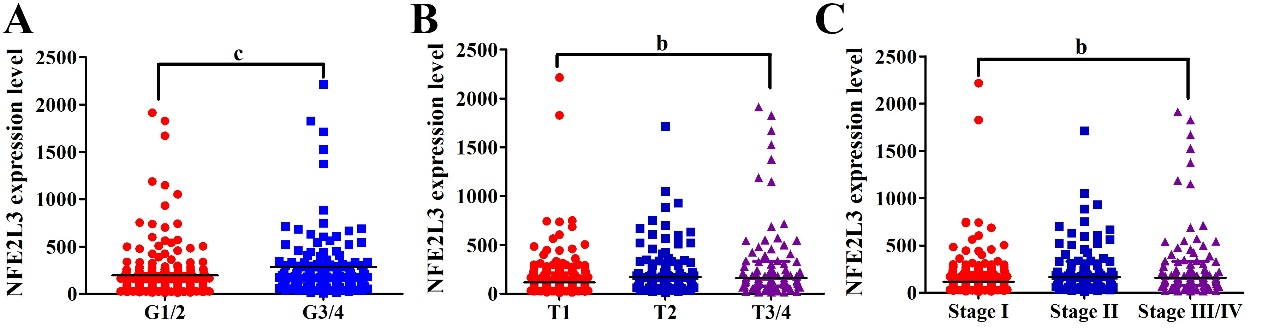 A
NFE2L3 expression level
2500
2000
1500
1000
500
0
c
G1/2 G3/4
B
NFE2L3 expression level
2500
2000
1500
1000
500
0
b
T1 T2 T3/4
C
NFE2L3 expression level
2500
2000
1500
1000
500
0
b
Stage I Stage II Stage III/IV